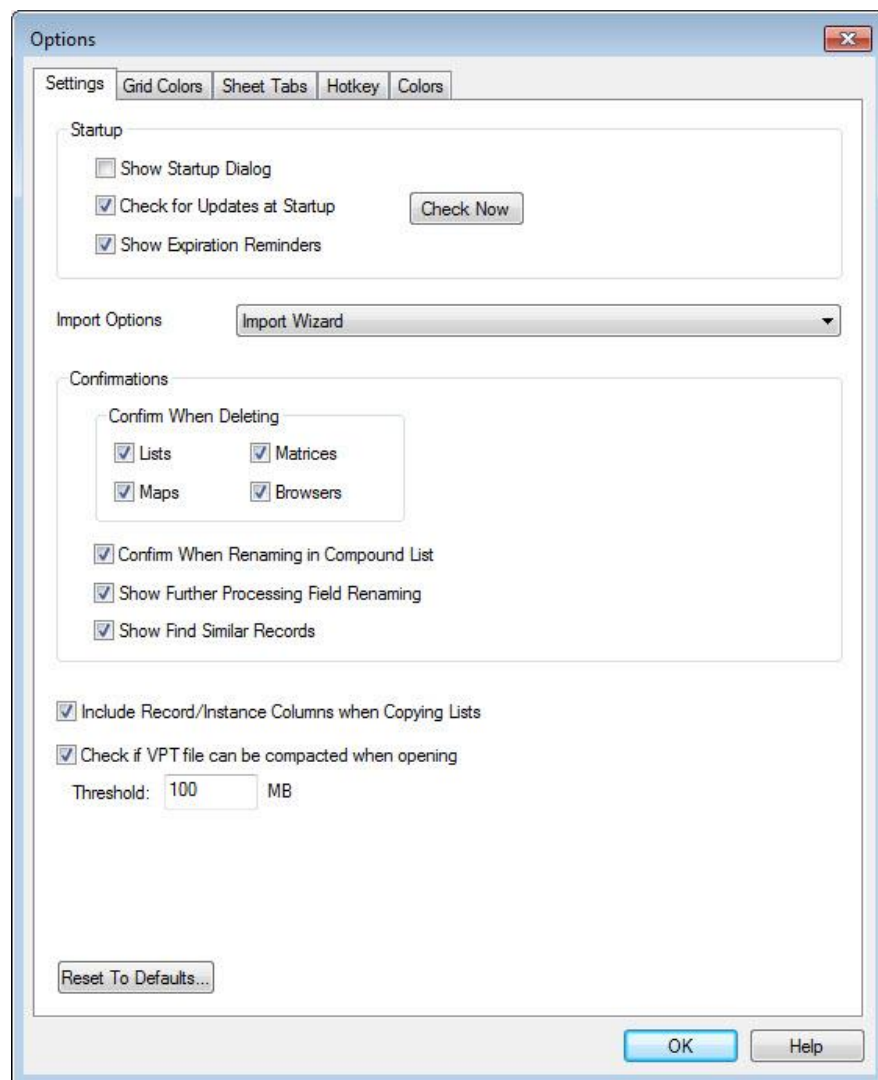 Options
Settings Grid Colors Sheet Tabs Hotkey Colors
Startup
Show Startup Dialog
Check for Updates at Startup Check Now
Show Expiration Reminders
Import Options Import Wizard
Confirmations
Confirm When Deleting
Lists Matrices
Maps Browsers
Confirm When Renaming in Compound List
Show Further Processing Field Renaming
Show Find Similar Records
Include Record/Instance Columns when Copying Lists
Check if VPT file can be compacted when opening
Threshold: 100 MB
Reset To Defaults...
OK Help